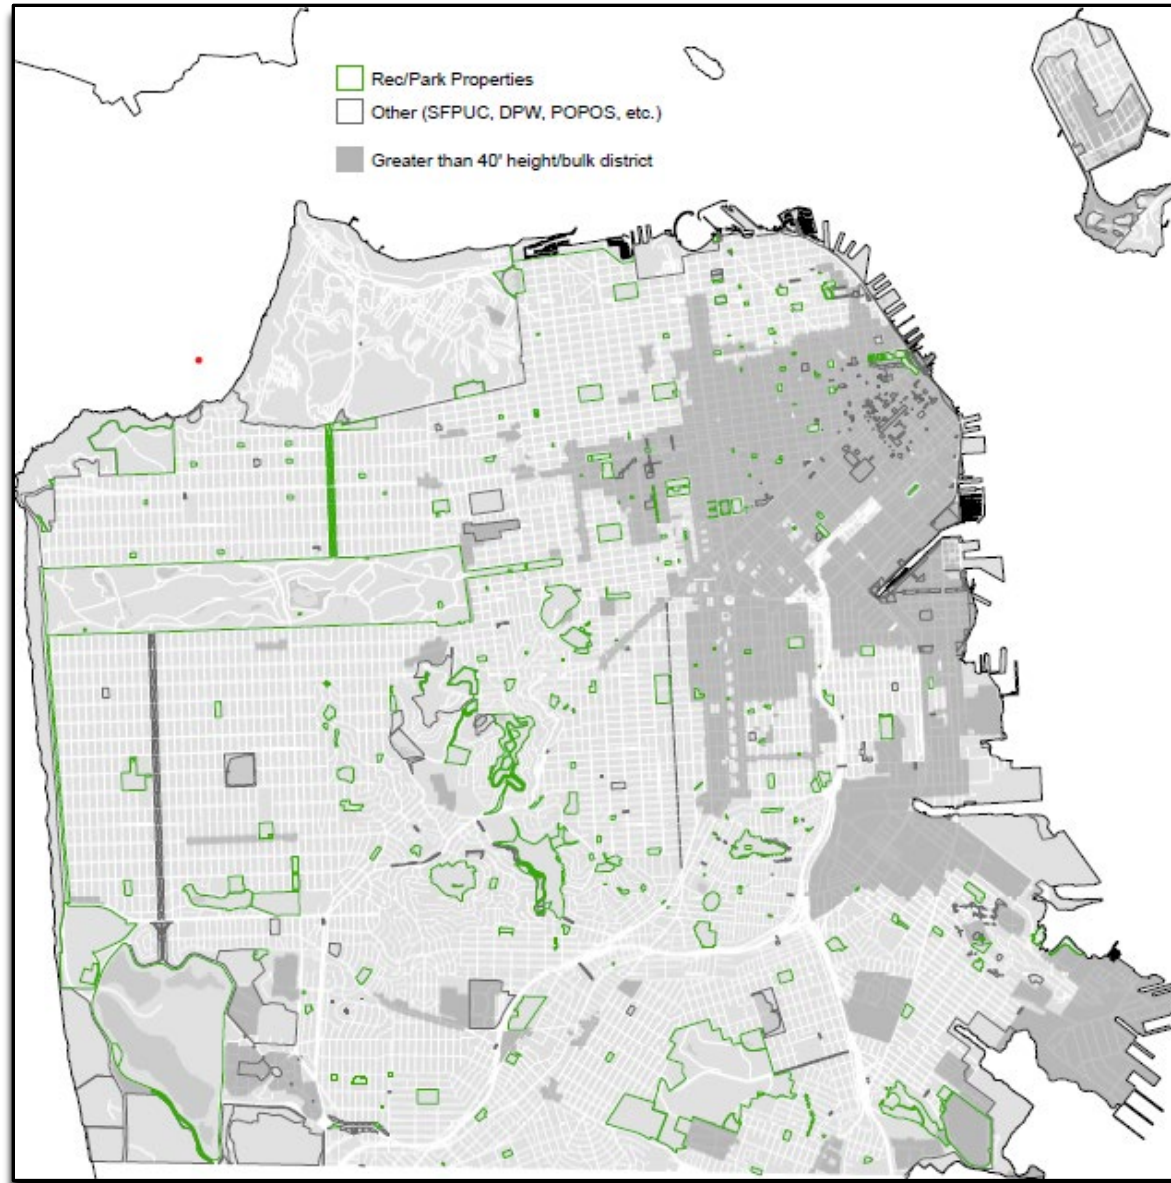 Rec/Park Properties
Other (SFPUC, DPW, POPOS, etc.)
Greater than 40' height/bulk district